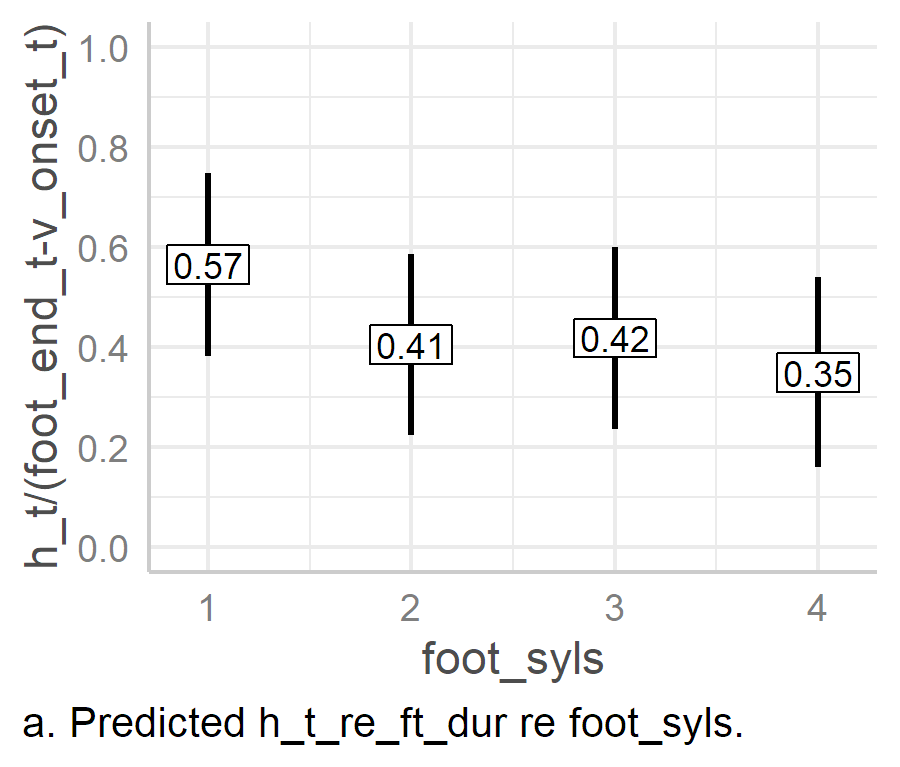 h_t/(foot_end_t-v_onset_t)
1.0
0.8
0.6
0.4
0.2
0.0
0.57
0.41
0.42
0.35
1 2 3 4
foot_syls
a. Predicted h_t_re_ft_dur re foot_syls.